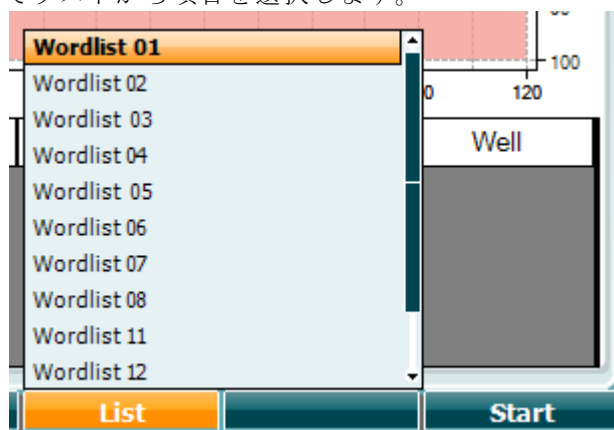 でリストから項目を選択します。
Wordlist 01
Wordlist 02
Wordlist 03
Wordlist 04
Wordlist 05
Wordlist 06
Wordlist 07
Wordlist 08
Wordlist 11
Wordlist 12
100
120
Well
List
Start